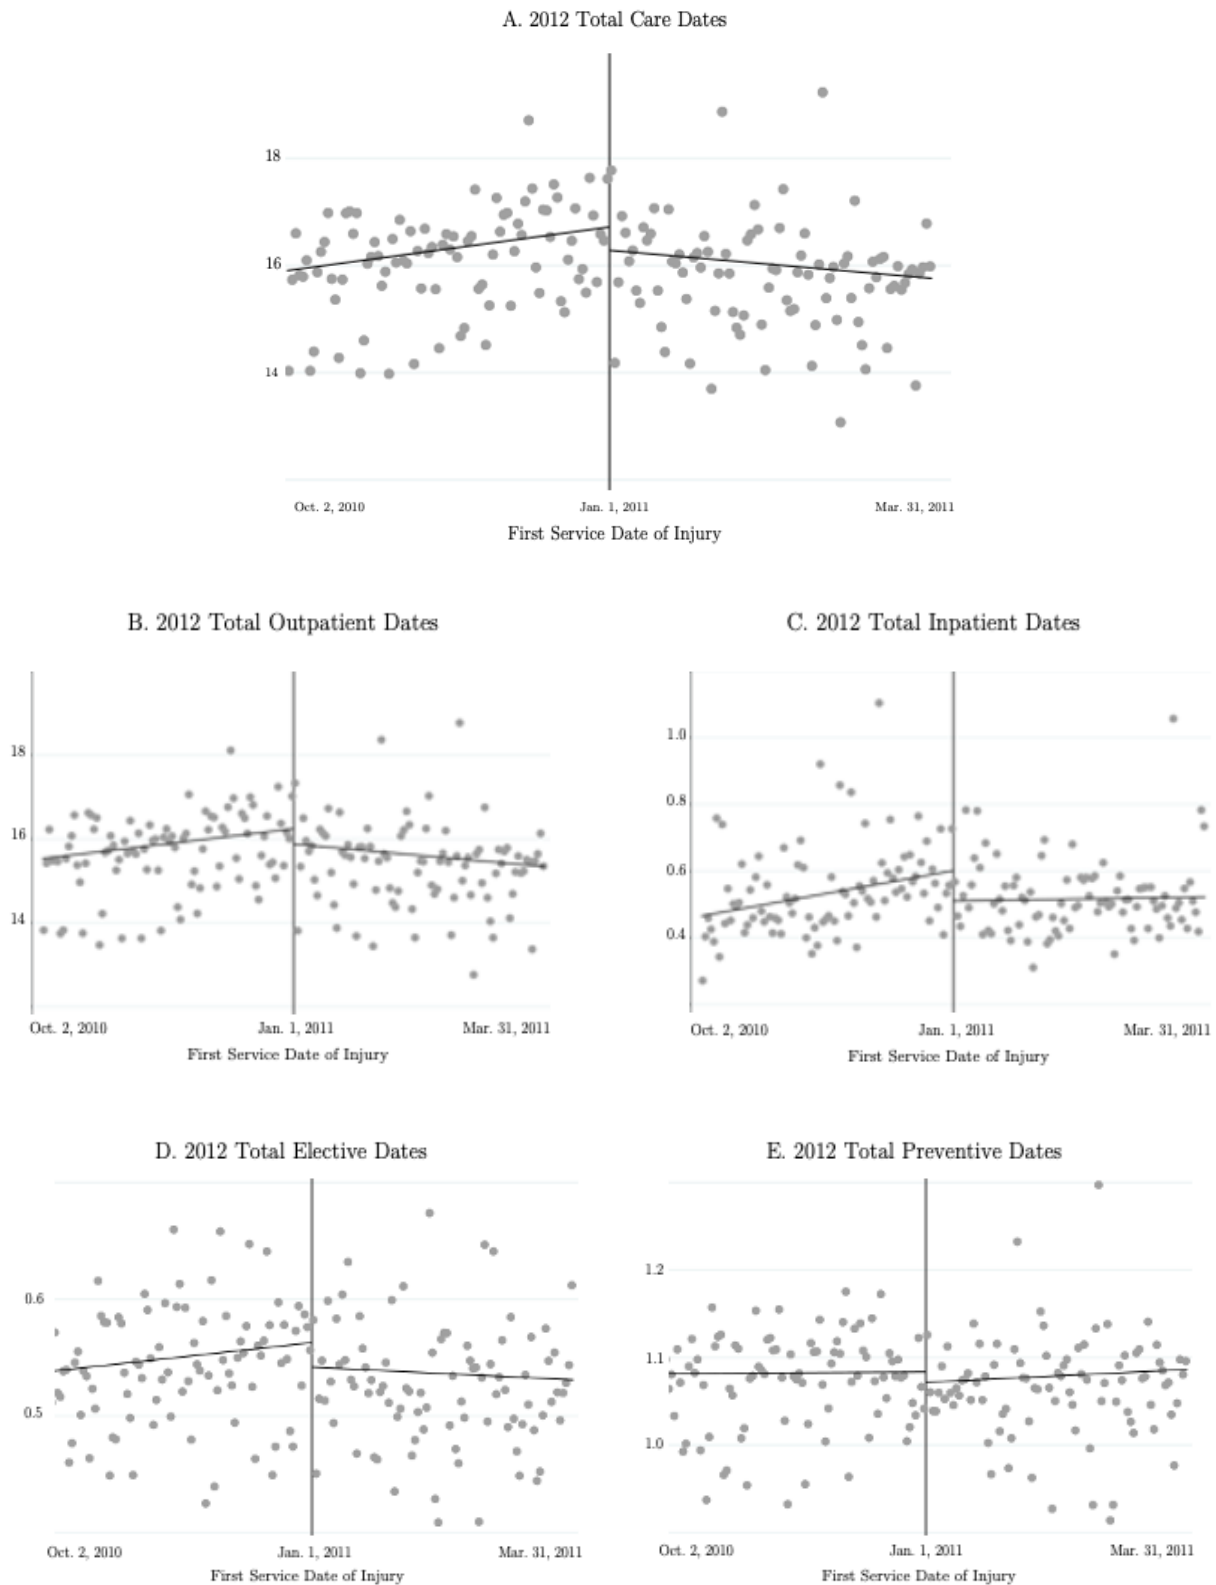 A. 2012 Total Care Dates
18
16
14
Oct. 2, 2010 Jan. 1, 2011 Mar. 31, 2011
First Service Date of Injury
B. 2012 Total Outpatient Dates
18
16
14
Oct. 2, 2010 Jan. 1, 2011 Mar. 31, 2011
First Service Date of Injury
C. 2012 Total Inpatient Dates
1.0
0.8
0.6
0.4
Oct. 2, 2010 Jan. 1, 2011 Mar. 31, 2011
First Service Date of Injury
D. 2012 Total Elective Dates
0.6
0.5
Oct. 2, 2010 Jan. 1, 2011 Mar. 31, 2011
First Service Date of Injury
E. 2012 Total Preventive Dates
1.2
1.1
1.0
Oct. 2, 2010 Jan. 1, 2011 Mar. 31, 2011
First Service Date of Injury